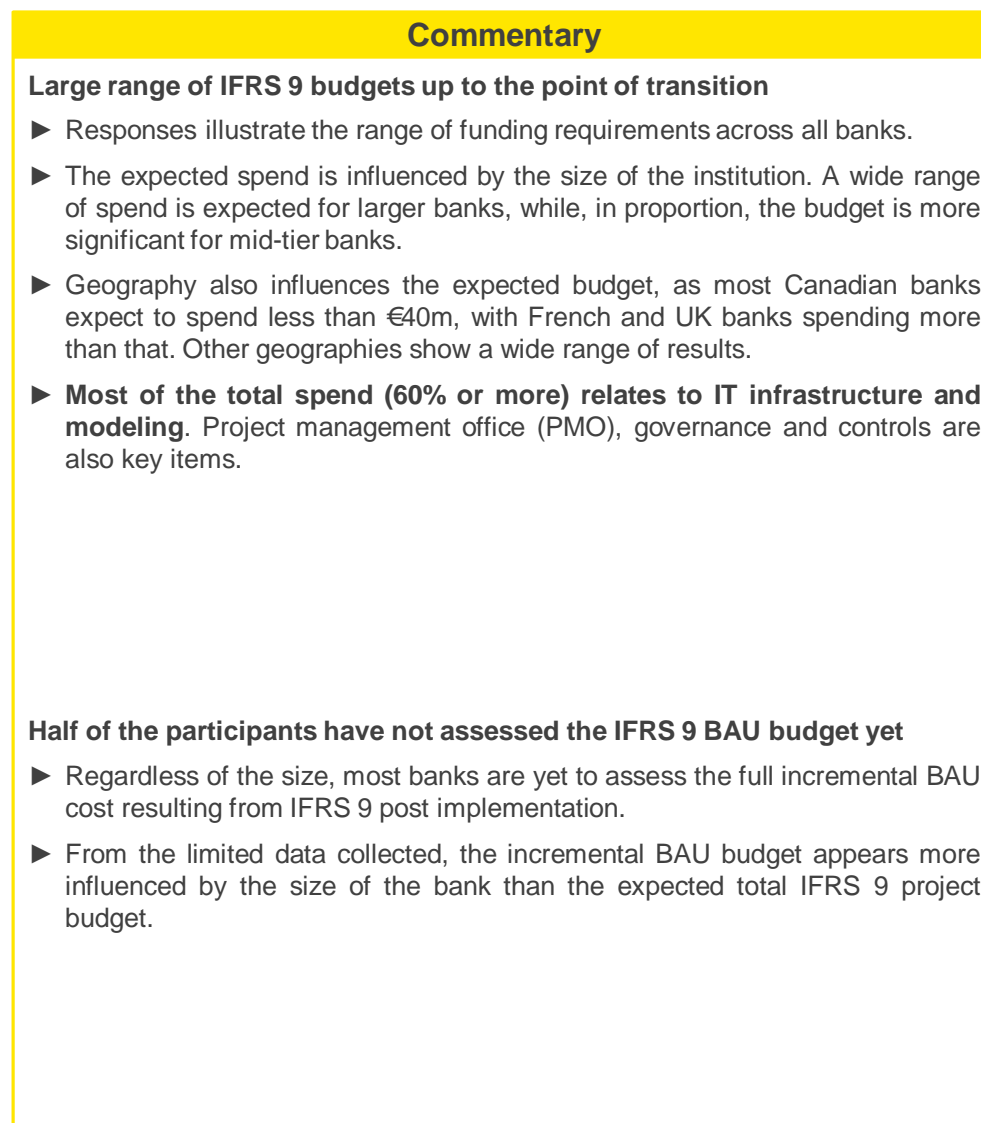 Commentary
Large range of IFRS 9 budgets up to the point of transition
► Responses illustrate the range of funding requirements across all banks.
► The expected spend is influenced by the size of the institution. A wide range
of spend is expected for larger banks, while, in proportion, the budget is more
significant for mid-tier banks.
► Geography also influences the expected budget, as most Canadian banks
expect to spend less than €40m, with French and UK banks spending more
than that. Other geographies show a wide range of results.
► Most of the total spend (60% or more) relates to IT infrastructure and
modeling. Project management office (PMO), governance and controls are
also key items.
Half of the participants have not assessed the IFRS 9 BAU budget yet
► Regardless of the size, most banks are yet to assess the full incremental BAU
cost resulting from IFRS 9 post implementation.
► From the limited data collected, the incremental BAU budget appears more
influenced by the size of the bank than the expected total IFRS 9 project
budget.